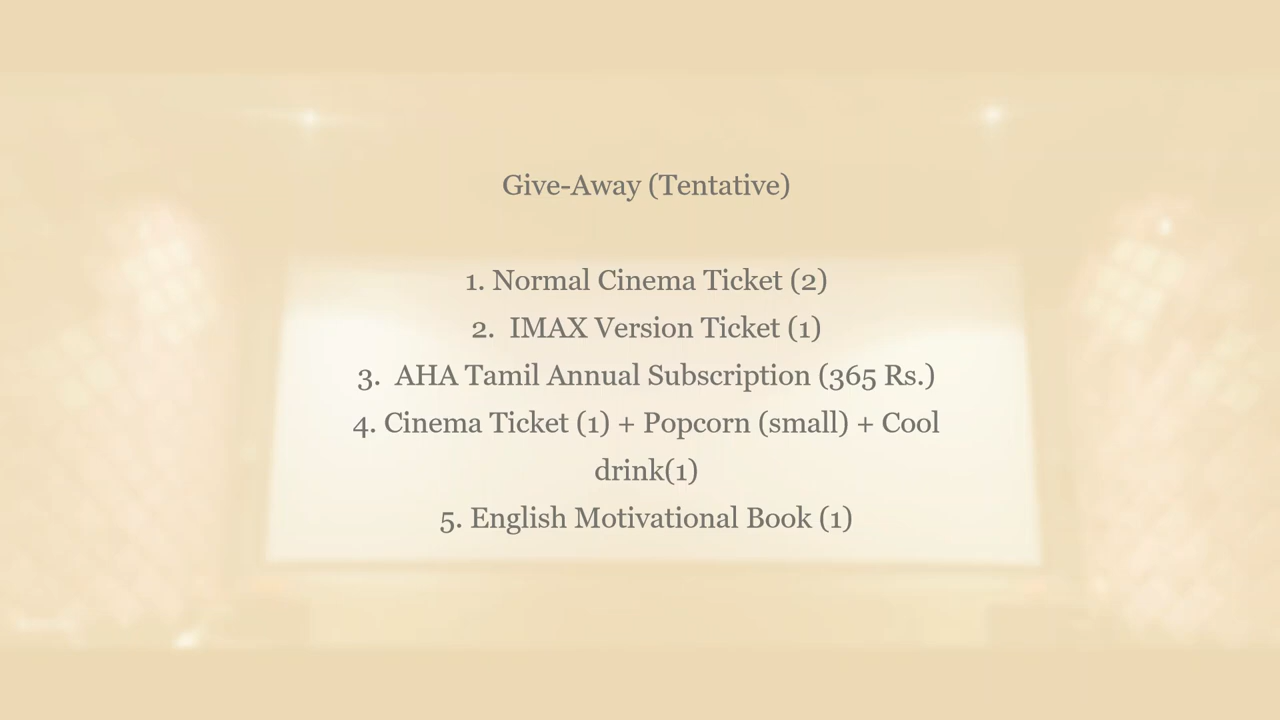 Give-Away (Tentative)
1. Normal Cinema Ticket (2)
2.  IMAX Version Ticket (1)
3.  AHA Tamil Annual Subscription (365 Rs.)
4. Cinema Ticket (1) + Popcorn (small) + Cool
drink(1)
5. English Motivational Book (1)